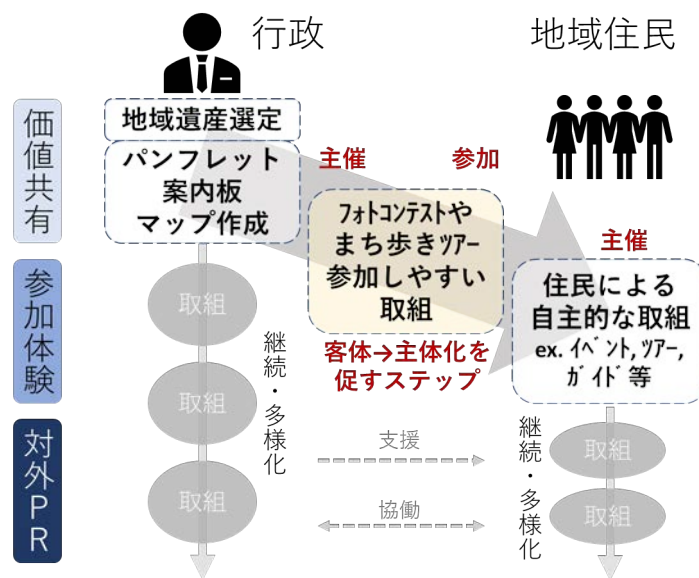 行政
地域住民
価値共有
参加体験
対外PR
地域遺産選定
パンフレット
案内板
マップ作成
取組
取組
取組
継続・多様化
主催
参加
フォトコンテストや
まち歩きツアー
参加しやすい
取組
客体→主体化を
促すステップ
支援
協働
主催
住民による
自主的な取組
ex. イベント,ツアー,
ガイド等
継続・多様化
取組
取組